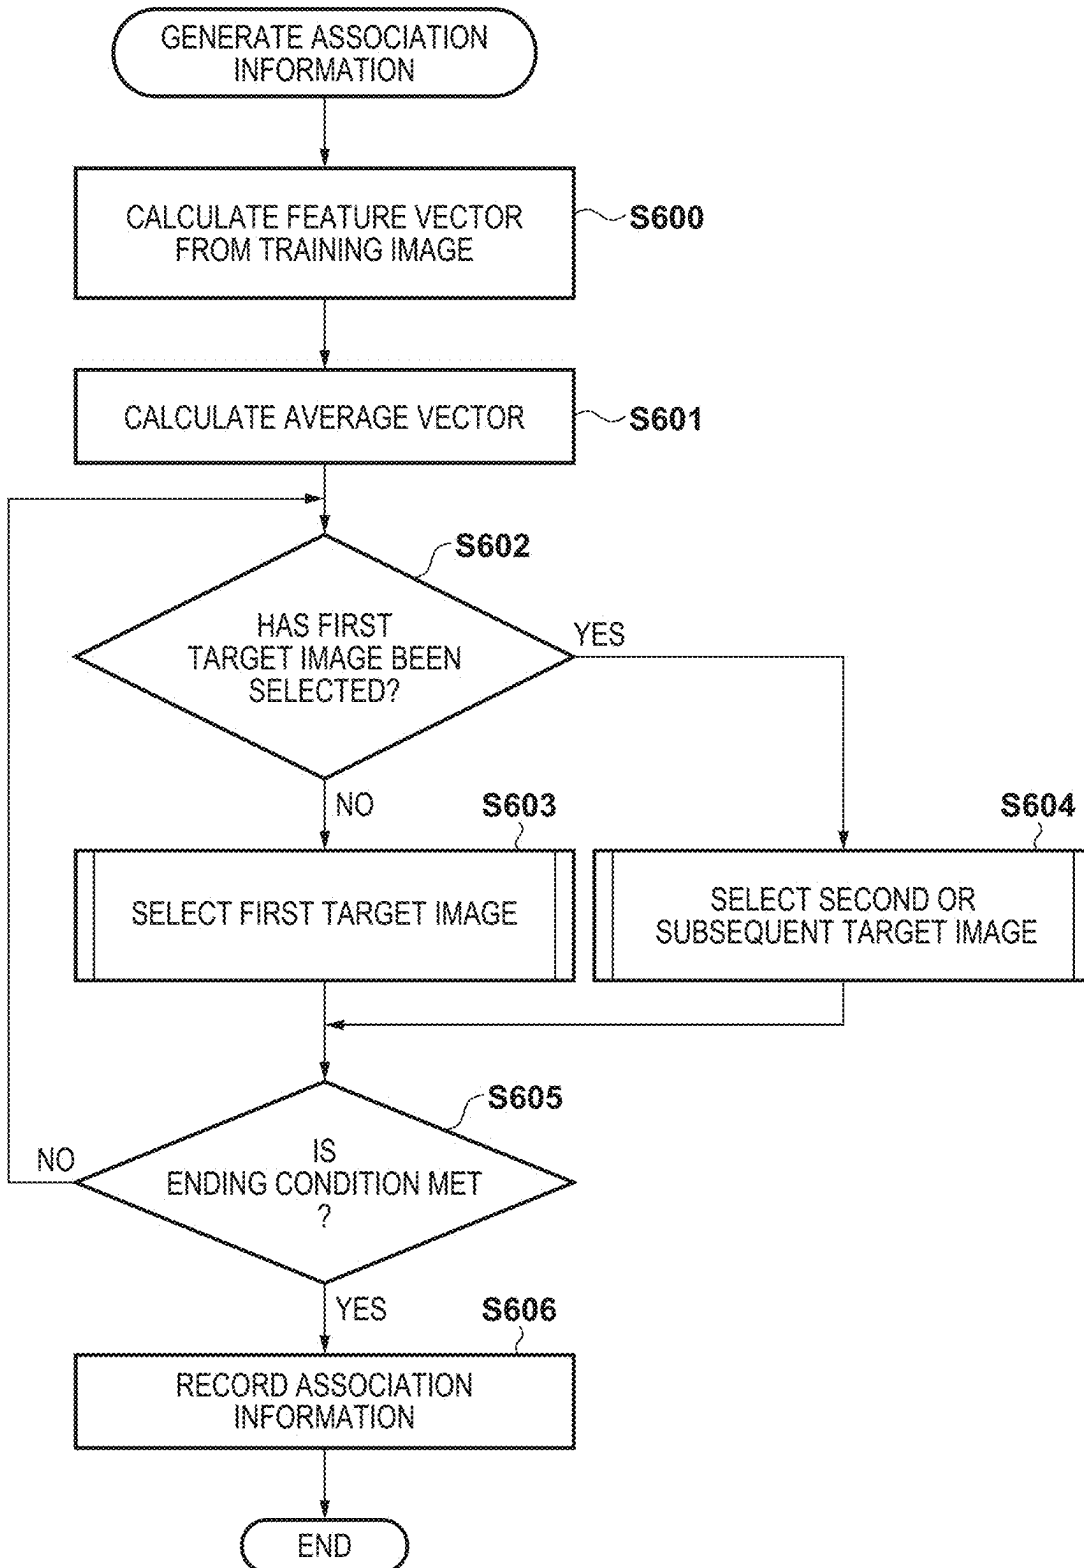 GENERATE ASSOCIATION
INFORMATION
CALCULATE FEATURE VECTOR
FROM TRAINING IMAGE
S600
CALCULATE AVERAGE VECTOR
S601
S602
HAS FIRST
TARGET IMAGE BEEN
SELECTED?
YES
NO
S603
SELECT FIRST TARGET IMAGE
S604
SELECT SECOND OR
SUBSEQUENT TARGET IMAGE
S605
IS
ENDING CONDITION MET
?
NO
YES
S606
RECORD ASSOCIATION
INFORMATION
END